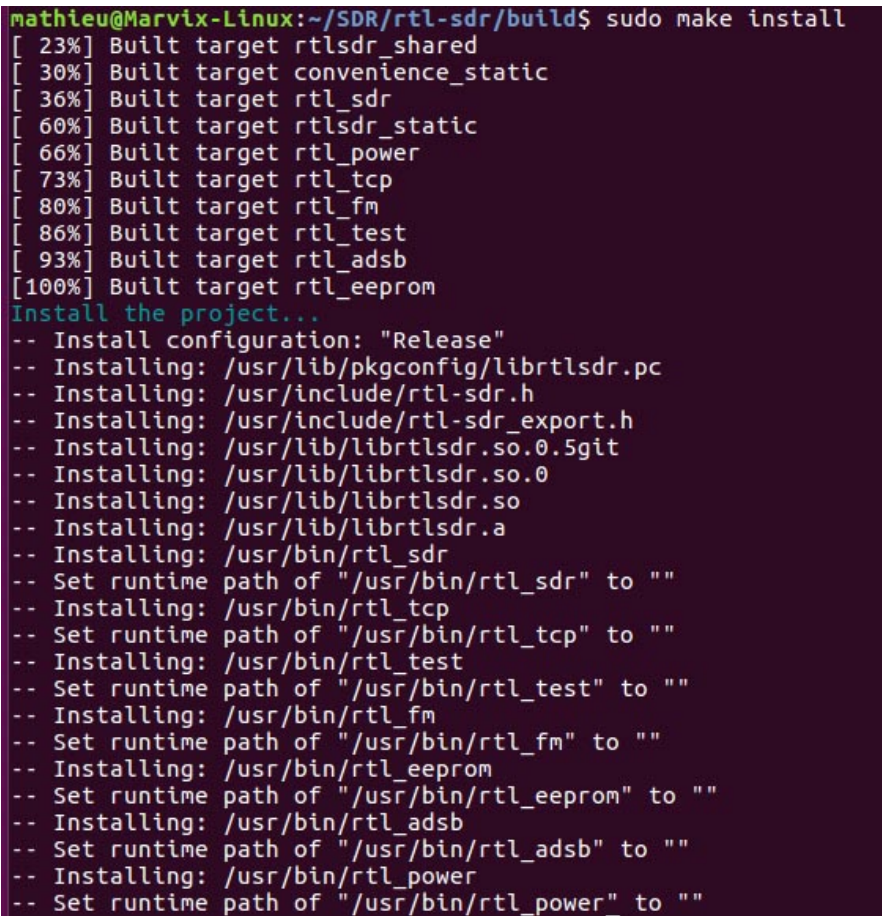 mathieu@Marvix-Linux:~/SDR/rtl-sdr/build$ sudo make install
[ 23%] Built target rtlsdr_shared
[ 30%] Built target convenience_static
[ 36%] Built target rtl_sdr
[ 60%] Built target rtlsdr_static
[ 66%] Built target rtl_power
[ 73%] Built target rtl_tcp
[ 80%] Built target rtl_fm
[ 86%] Built target rtl_test
[ 93%] Built target rtl_adsb
[100%] Built target rtl_eeprom
Install the project...
-- Install configuration: "Release"
-- Installing: /usr/lib/pkgconfig/librtlsdr.pc
-- Installing: /usr/include/rtl-sdr.h
-- Installing: /usr/include/rtl-sdr_export.h
-- Installing: /usr/lib/librtlsdr.so.0.5git
-- Installing: /usr/lib/librtlsdr.so.0
-- Installing: /usr/lib/librtlsdr.so
-- Installing: /usr/lib/librtlsdr.a
-- Installing: /usr/bin/rtl_sdr
-- Set runtime path of "/usr/bin/rtl_sdr" to ""
-- Installing: /usr/bin/rtl_tcp
-- Set runtime path of "/usr/bin/rtl_tcp" to ""
-- Installing: /usr/bin/rtl_test
-- Set runtime path of "/usr/bin/rtl_test" to ""
-- Installing: /usr/bin/rtl_fm
-- Set runtime path of "/usr/bin/rtl_fm" to ""
-- Installing: /usr/bin/rtl_eeprom
-- Set runtime path of "/usr/bin/rtl_eeprom" to ""
-- Installing: /usr/bin/rtl_adsb
-- Set runtime path of "/usr/bin/rtl_adsb" to ""
-- Installing: /usr/bin/rtl_power
-- Set runtime path of "/usr/bin/rtl_power" to ""